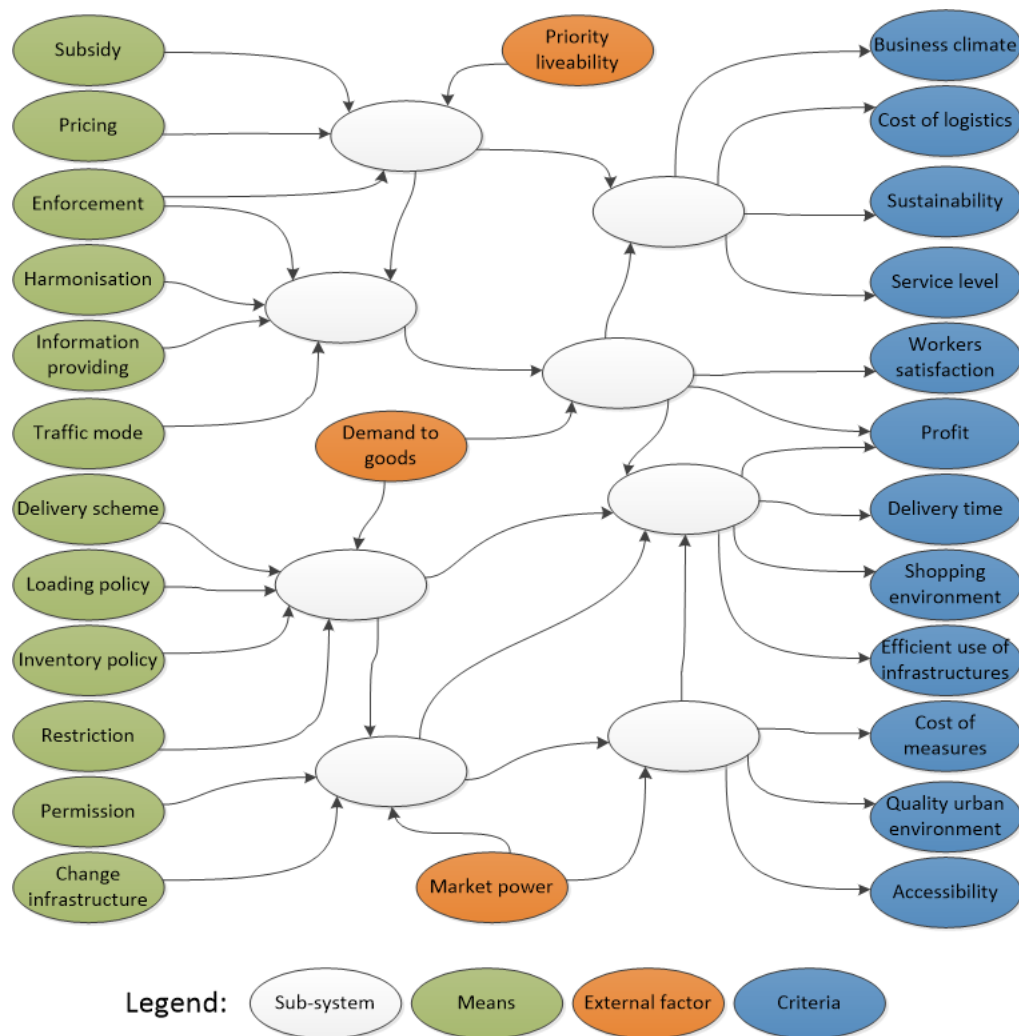 Subsidy
Pricing
Enforcement
Harmonisation
Information
providing
Traffic mode
Delivery scheme
Loading policy
Inventory policy
Restriction
Permission
Change
infrastructure
Priority
liveability
Demand to
goods
Market power
Business climate
Cost of logistics
Sustainability
Service level
Workers
satisfaction
Profit
Delivery time
Shopping
environment
Efficient use of
infrastructures
Cost of
measures
Quality urban
environment
Accessibility
Legend:
Sub-system
Means
External factor
Criteria